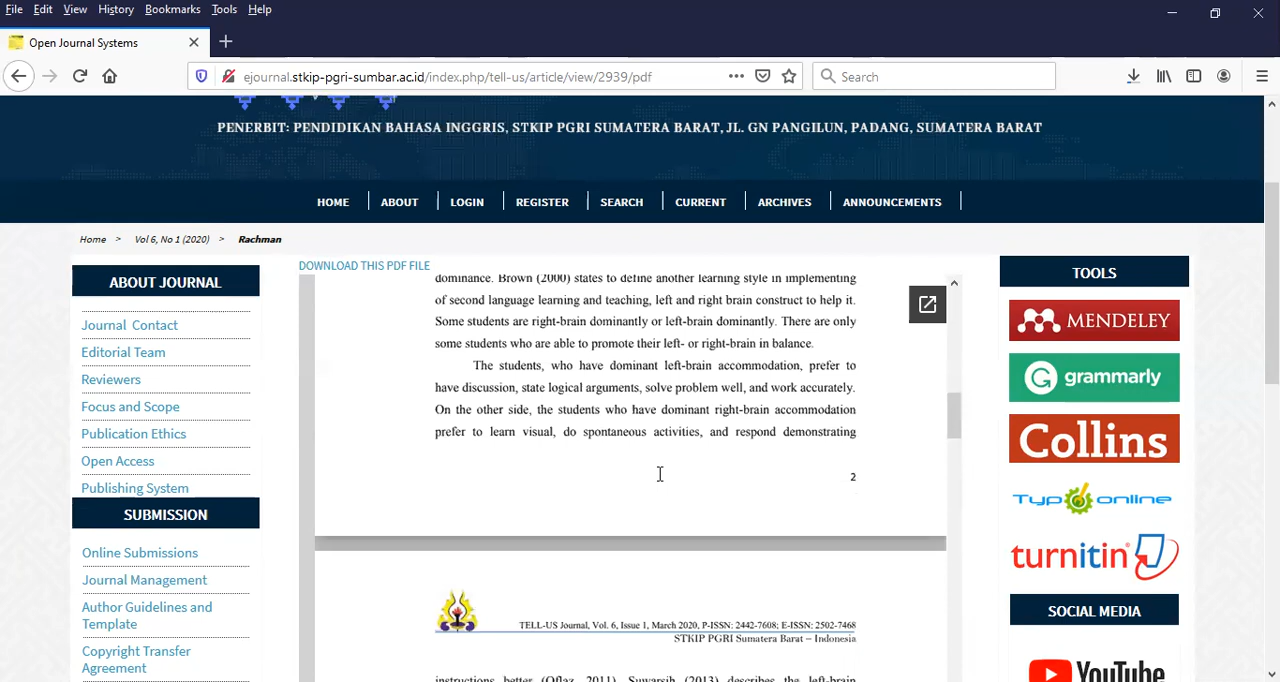 File Edit View History Bookmarks Tools Help
Open Journal Systems
ejournal.stkip-pgri-sumbar.ac.id/index.php/tell-us/article/view/2939/pdf
Search
PENERBIT: PENDIDIKAN BAHASA INGGRIS, STKIP PGRI SUMATERA BARAT, JL. GN PANGILUN, PADANG, SUMATERA BARAT
HOME ABOUT LOGIN REGISTER SEARCH CURRENT ARCHIVES ANNOUNCEMENTS
Home > Vol 6, No 1 (2020) > Rachman
ABOUT JOURNAL
Journal Contact
Editorial Team
Reviewers
Focus and Scope
Publication Ethics
Open Access
Publishing System
SUBMISSION
Online Submissions
Journal Management
Author Guidelines and
Template
Copyright Transfer
Agreement
DOWNLOAD THIS PDF FILE
dominance. Brown (2000) states to define another learning style in implementing
of second language learning and teaching, left and right brain construct to help it.
Some students are right-brain dominantly or left-brain dominantly. There are only
some students who are able to promote their left- or right-brain in balance.
The students, who have dominant left-brain accommodation, prefer to
have discussion, state logical arguments, solve problem well, and work accurately.
On the other side, the students who have dominant right-brain accommodation
prefer to learn visual, do spontaneous activities, and respond demonstrating
2
TELL-US Journal, Vol. 6, Issue 1, March 2020, P-ISSN: 2442-7608; E-ISSN: 2502-7468
STKIP PGRI Sumatera Barat – Indonesia
instructions better (Oflaz, 2011). Suwarsih (2013) describes the left-brain
TOOLS
MENDELEY
grammarly
Collins
Typoonline
turnitin
SOCIAL MEDIA
YouTube